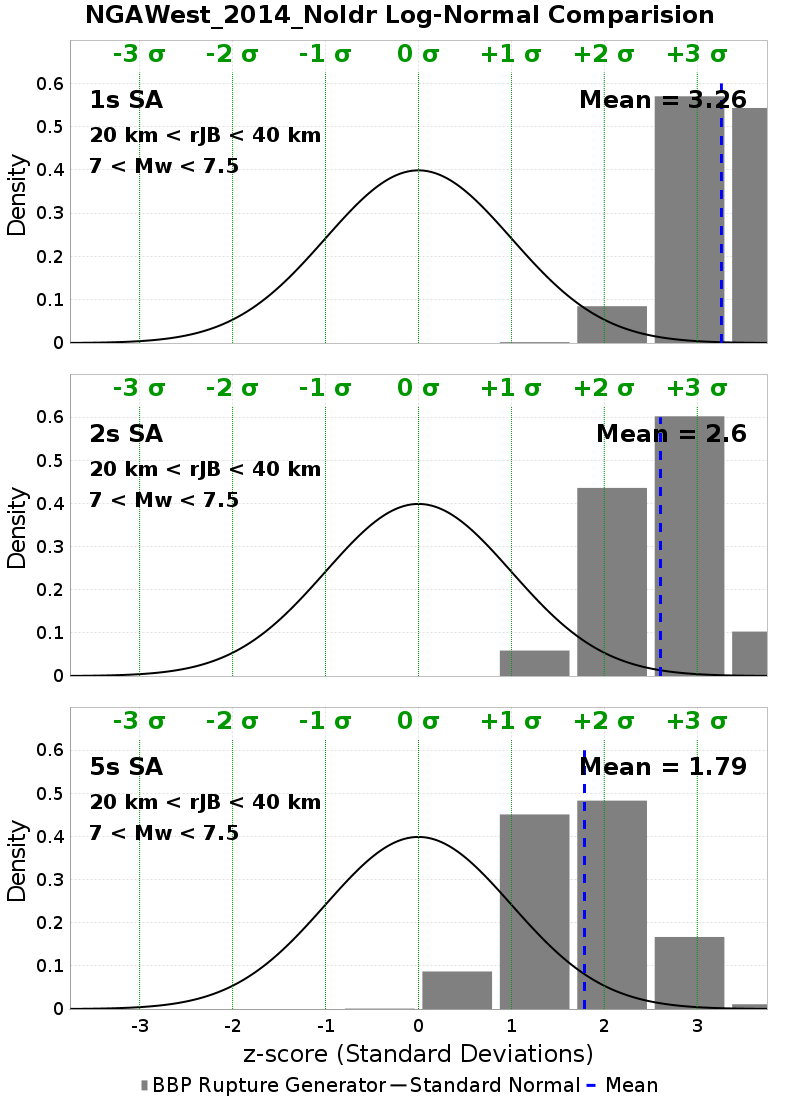 NGAWest_2014_NoIdr Log-Normal Comparision
-3 σ -2 σ -1 σ 0 σ +1 σ +2 σ +3 σ
0.6
1s SA
Mean = 3.26
0.5
20 km < rJB < 40 km
0.4
7 < Mw < 7.5
0.3
0.2
0.1
0
Density
-3 σ -2 σ -1 σ 0 σ +1 σ +2 σ +3 σ
0.6
2s SA
Mean = 2.6
0.5
20 km < rJB < 40 km
0.4
7 < Mw < 7.5
0.3
0.2
0.1
0
Density
-3 σ -2 σ -1 σ 0 σ +1 σ +2 σ +3 σ
0.6
5s SA
Mean = 1.79
0.5
20 km < rJB < 40 km
0.4
7 < Mw < 7.5
0.3
0.2
0.1
0
Density
-3 -2 -1 0 1 2 3
z-score (Standard Deviations)
BBP Rupture Generator Standard Normal Mean